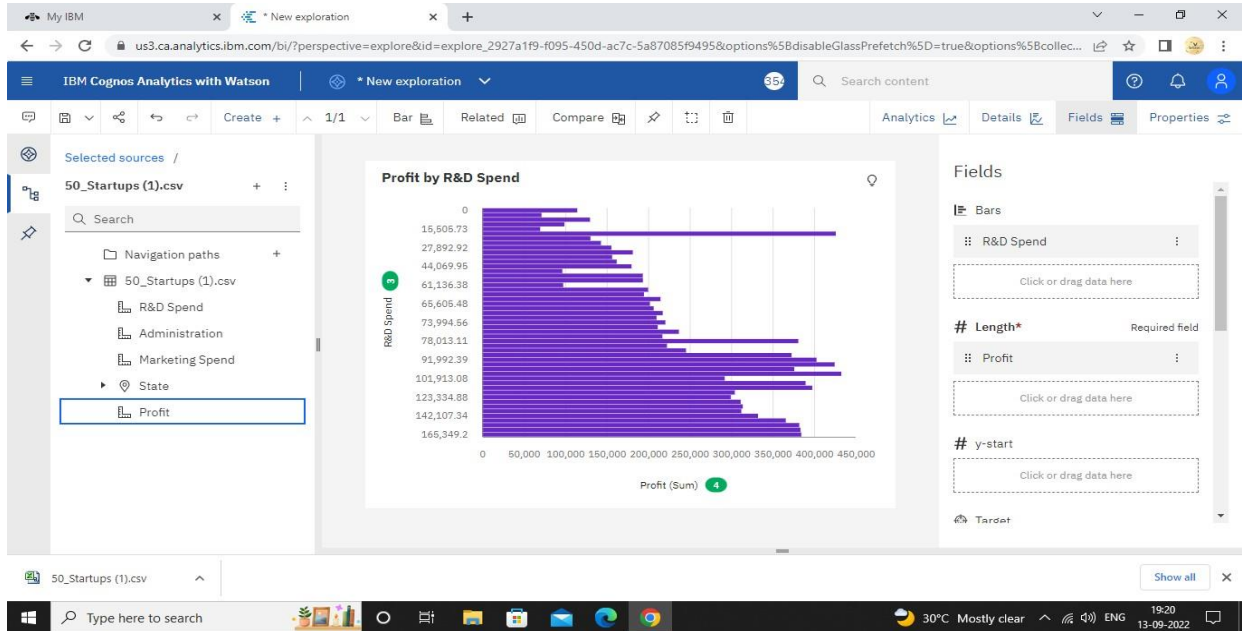 My IBM
* New exploration
us3.ca.analytics.ibm.com/bi/?perspective=explore&id=explore_2927a1f9-f095-450d-ac7c-5a87085f9495&options%5BdisableGlassPrefetch%5D=true&options%5Bcollec...
IBM Cognos Analytics with Watson
* New exploration
354
Search content
Create +
1/1
Bar
Related
Compare
Analytics
Details
Fields
Properties
Selected sources /
50_Startups (1).csv
Search
Navigation paths
50_Startups (1).csv
R&D Spend
Administration
Marketing Spend
State
Profit
Profit by R&D Spend
R&D Spend
3
0
16,605.73
27,892.92
44,069.95
61,136.38
65,605.48
73,994.56
78,013.11
91,992.39
101,913.08
123,334.88
142,107.34
165,349.2
0 50,000 100,000 150,000 200,000 250,000 300,000 350,000 400,000 450,000
Profit (Sum) 4
Fields
Bars
R&D Spend
Click or drag data here
# Length* Required field
Profit
Click or drag data here
# y-start
Click or drag data here
Target
50_Startups (1).csv
Show all
Type here to search
30°C Mostly clear
ENG
19:20
13-09-2022